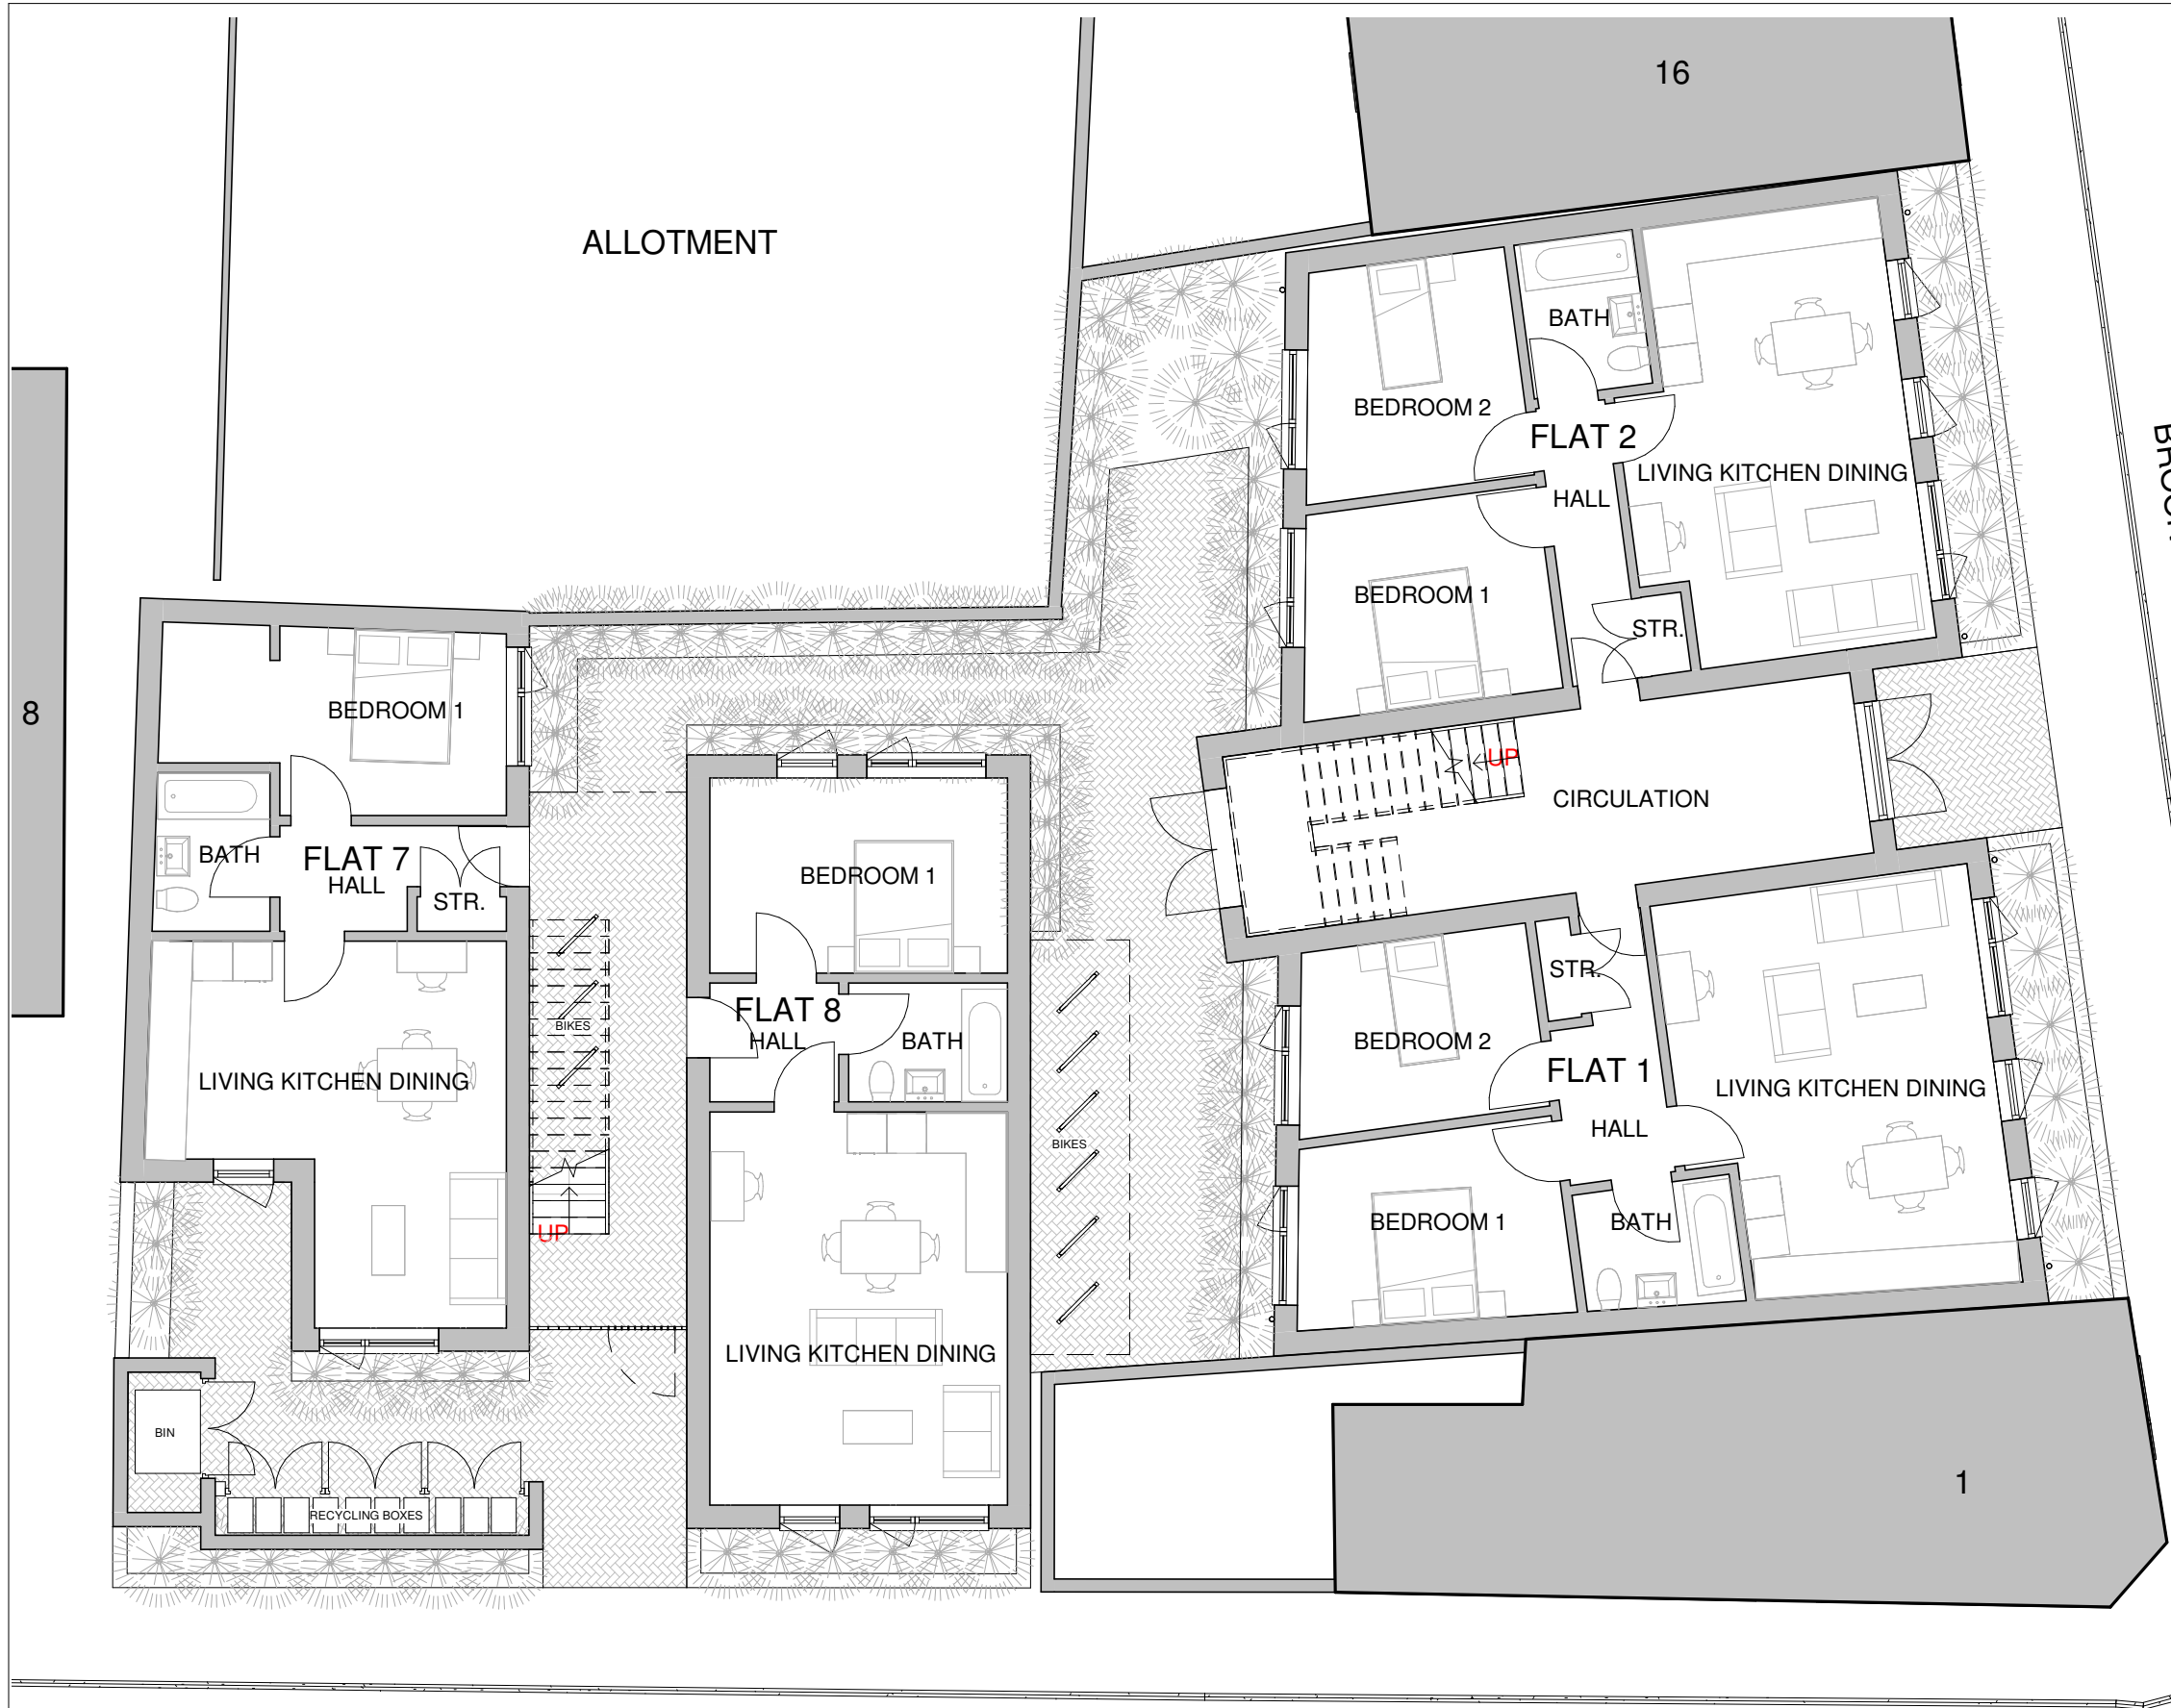 16
ALLOTMENT
BATH
BEDROOM 2
FLAT 2
LIVING KITCHEN DINING
HALL
BEDROOM 1
STR.
8
BEDROOM 1
UP
CIRCULATION
BATH
FLAT 7
HALL
STR.
BEDROOM 1
STR.
FLAT 8
HALL
BATH
BIKES
BEDROOM 2
FLAT 1
LIVING KITCHEN DINING
LIVING KITCHEN DINING
HALL
BIKES
BEDROOM 1
BATH
UP
LIVING KITCHEN DINING
BIN
RECYCLING BOXES
1